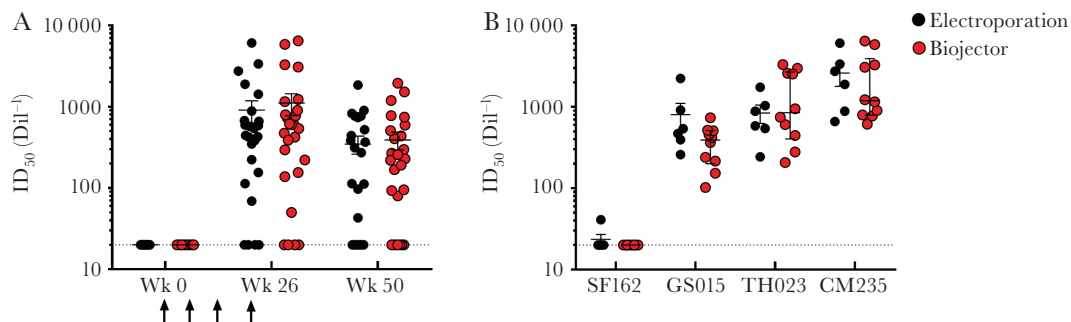 A
B
Electroporation
Biojector
ID₅₀ (Dil⁻¹)
10 000
1000
100
10
Wk 0 Wk 26 Wk 50
ID₅₀ (Dil⁻¹)
10 000
1000
100
10
SF162 GS015 TH023 CM235